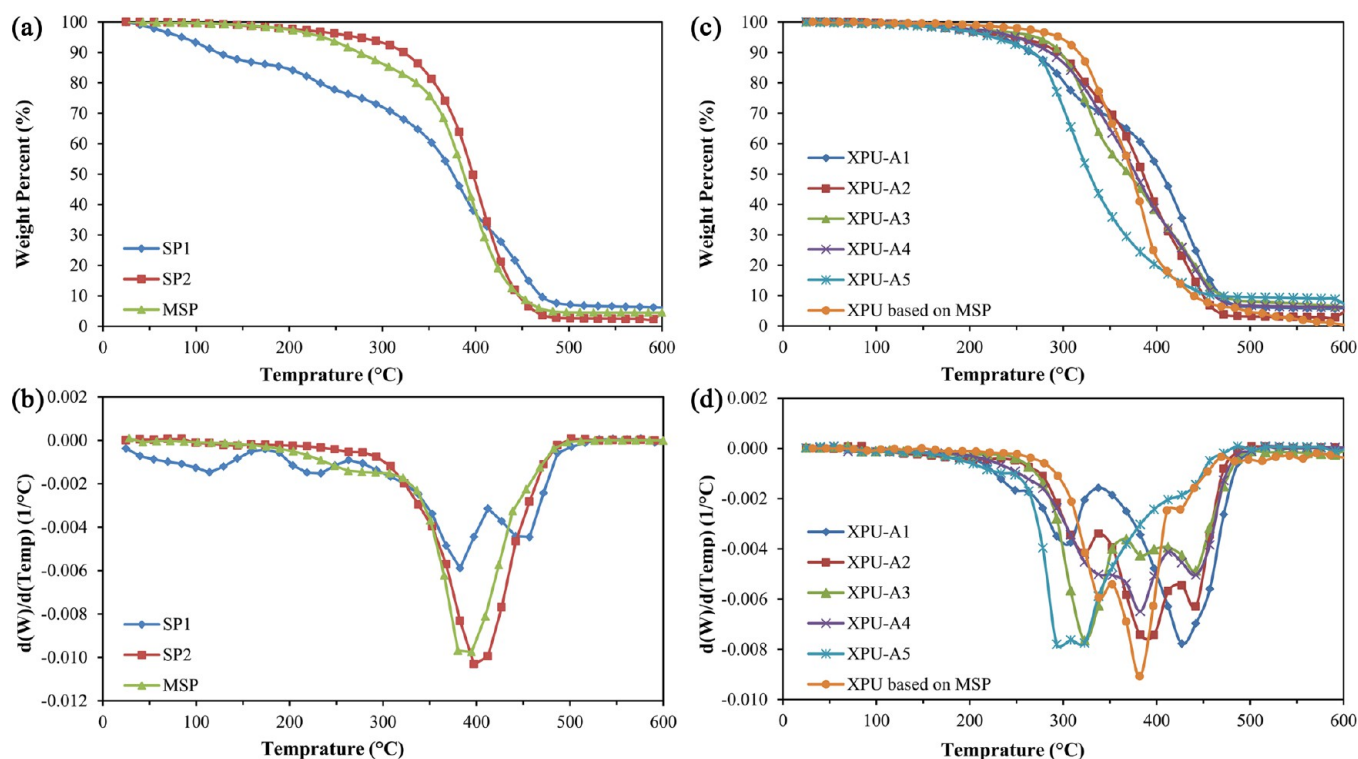 (a)
Weight Percent (%)
100
90
80
70
60
50
40
30
20
10
0
SP1
SP2
MSP
0 100 200 300 400 500 600
Temprature (°C)
(c)
Weight Percent (%)
100
90
80
70
60
50
40
30
20
10
0
XPU-A1
XPU-A2
XPU-A3
XPU-A4
XPU-A5
XPU based on MSP
0 100 200 300 400 500 600
Temprature (°C)
(b)
d(W)/d(Temp) (1/°C)
0.002
0.000
-0.002
-0.004
-0.006
-0.008
-0.010
-0.012
SP1
SP2
MSP
0 100 200 300 400 500 600
Temprature (°C)
(d)
d(W)/d(Temp) (1/°C)
0.002
0.000
-0.002
-0.004
-0.006
-0.008
-0.010
XPU-A1
XPU-A2
XPU-A3
XPU-A4
XPU-A5
XPU based on MSP
0 100 200 300 400 500 600
Temprature (°C)